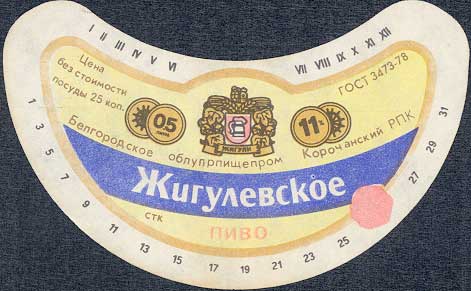 I II III IV V VI
VII VIII IX X XI XII
Цена
без стоимости
посуды 25 коп.
ГОСТ 3473-78
05
ЛИТРА
11%
ЖИГУЛИ
Белгородское облупрпищепром Корочанский РПК
Жигулевское
СТК
ПИВО
1 3 5 7 9 11 13 15 17 19 21 23 25 27 29 31